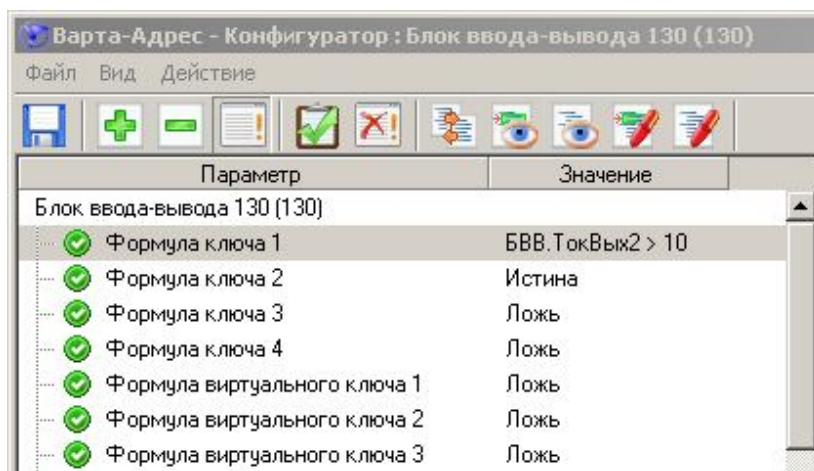 Варта-Адрес - Конфигуратор : Блок ввода-вывода 130 (130)
Файл Вид Действие
Параметр Значение
Блок ввода-вывода 130 (130)
Формула ключа 1 БВВ.ТокВых2 > 10
Формула ключа 2 Истина
Формула ключа 3 Ложь
Формула ключа 4 Ложь
Формула виртуального ключа 1 Ложь
Формула виртуального ключа 2 Ложь
Формула виртуального ключа 3 Ложь